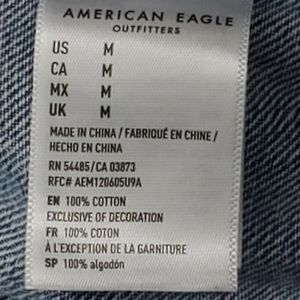 AMERICAN EAGLE
OUTFITTERS
US M
CA M
MX M
UK M
MADE IN CHINA / FABRIQUÉ EN CHINE /
HECHO EN CHINA
RN 54485/CA 03873
RFC# AEM120605U9A
EN 100% COTTON
EXCLUSIVE OF DECORATION
FR 100% COTON
À L'EXCEPTION DE LA GARNITURE
SP 100% algodón